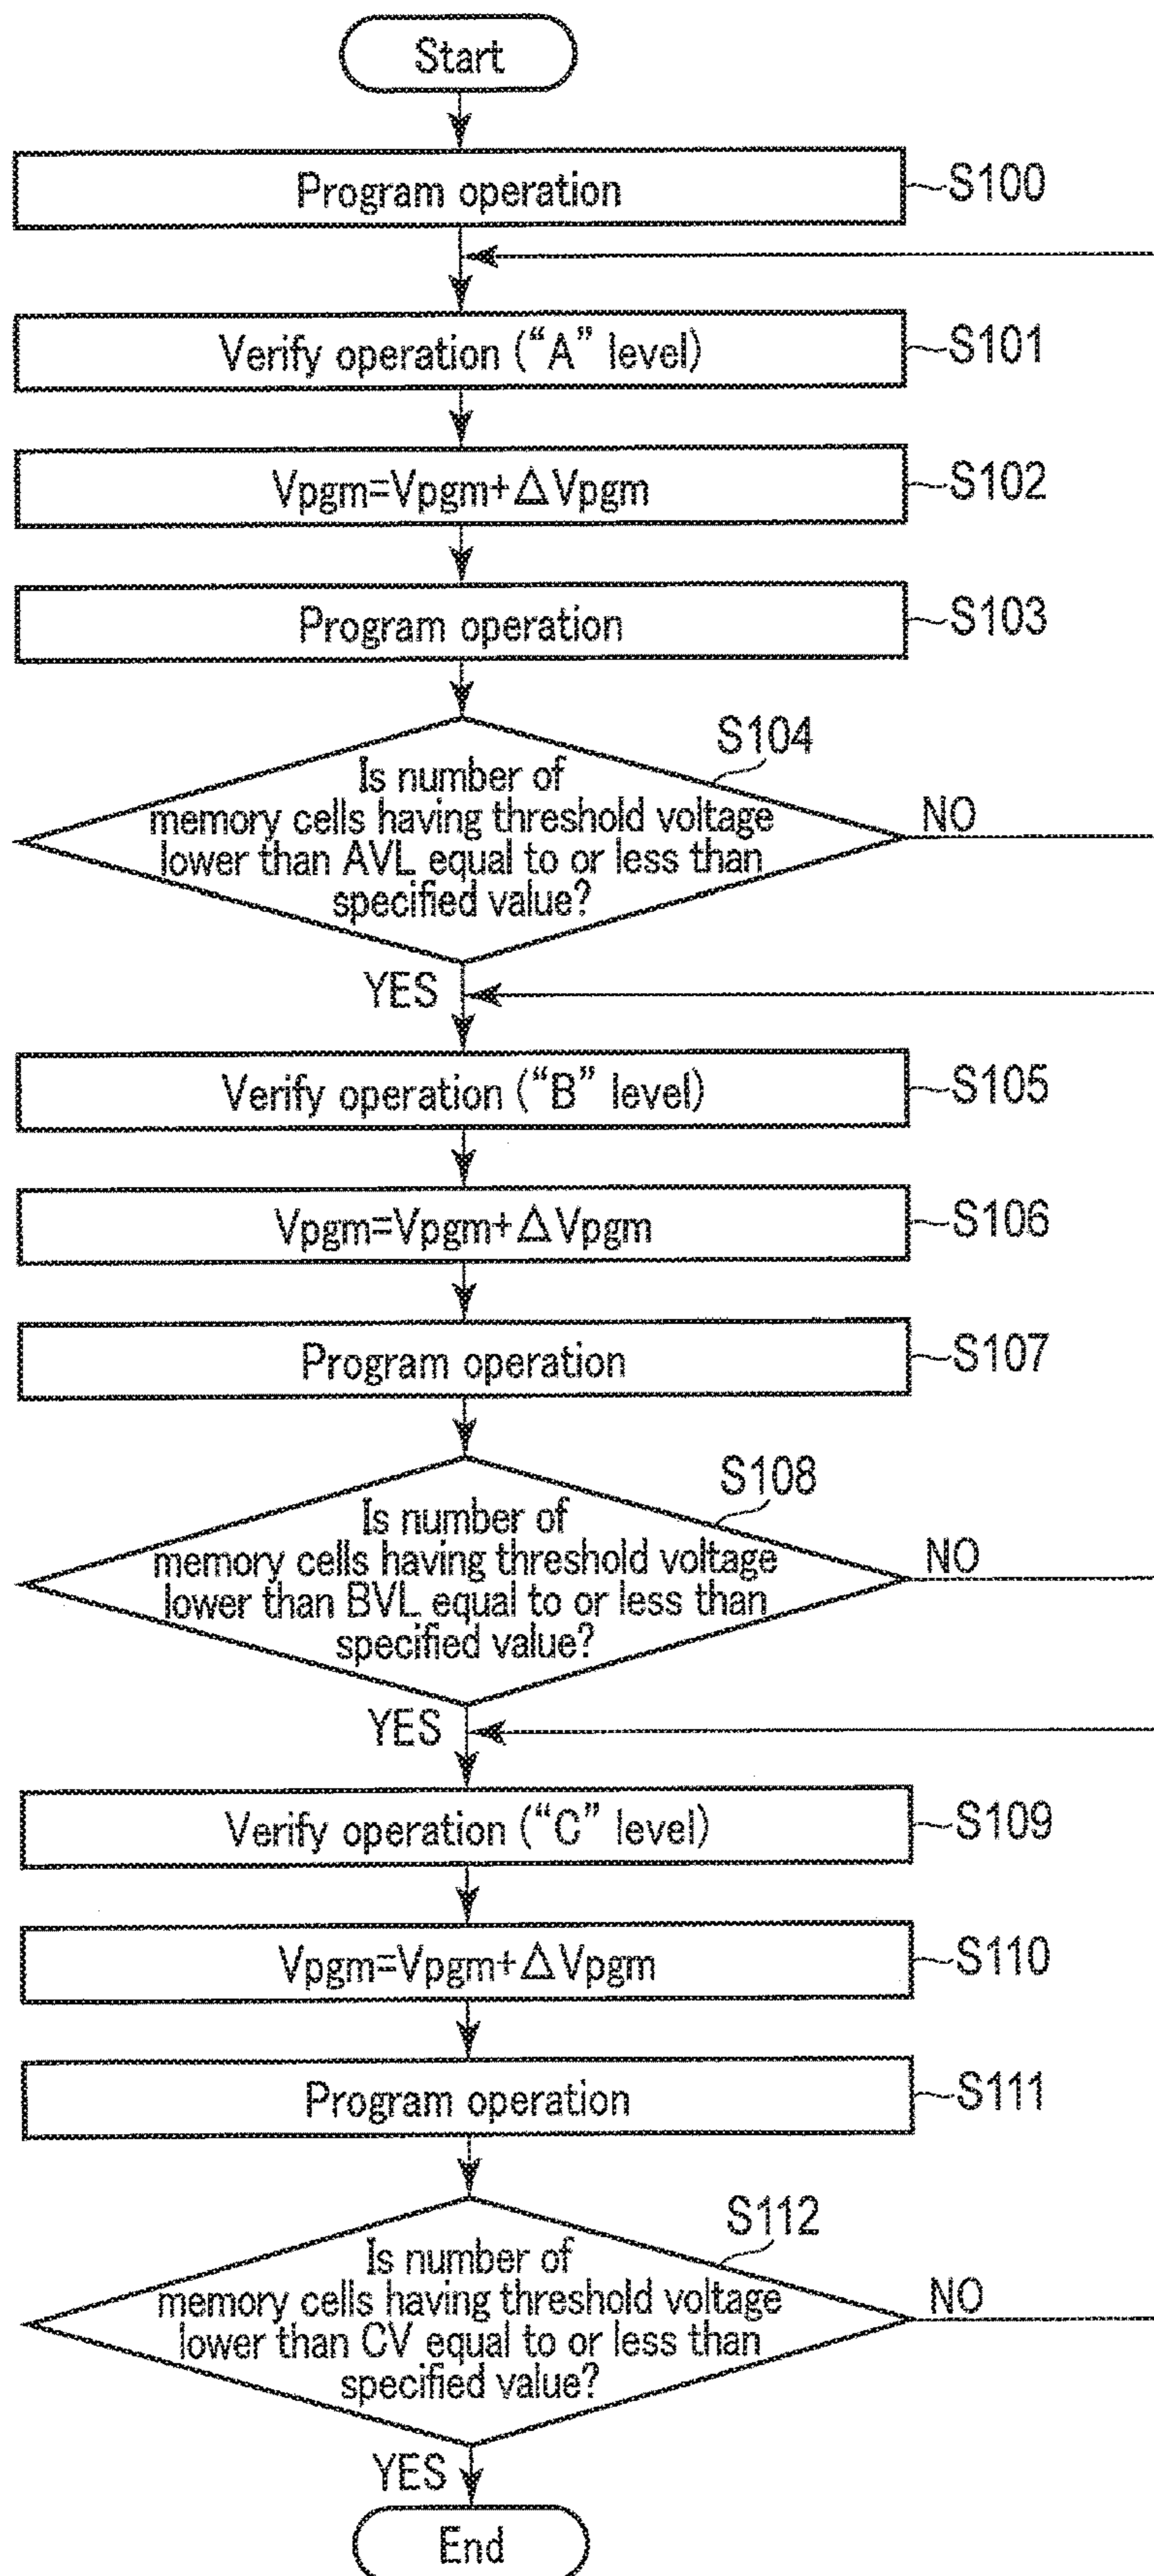 Start
Program operation
S100
Verify operation (“A” level)
S101
Vpgm=Vpgm+△Vpgm
S102
Program operation
S103
S104
Is number of
memory cells having threshold voltage
lower than AVL equal to or less than
specified value?
NO
YES
Verify operation (“B” level)
S105
Vpgm=Vpgm+△Vpgm
S106
Program operation
S107
S108
Is number of
memory cells having threshold voltage
lower than BVL equal to or less than
specified value?
NO
YES
Verify operation (“C” level)
S109
Vpgm=Vpgm+△Vpgm
S110
Program operation
S111
S112
Is number of
memory cells having threshold voltage
lower than CV equal to or less than
specified value?
NO
YES
End